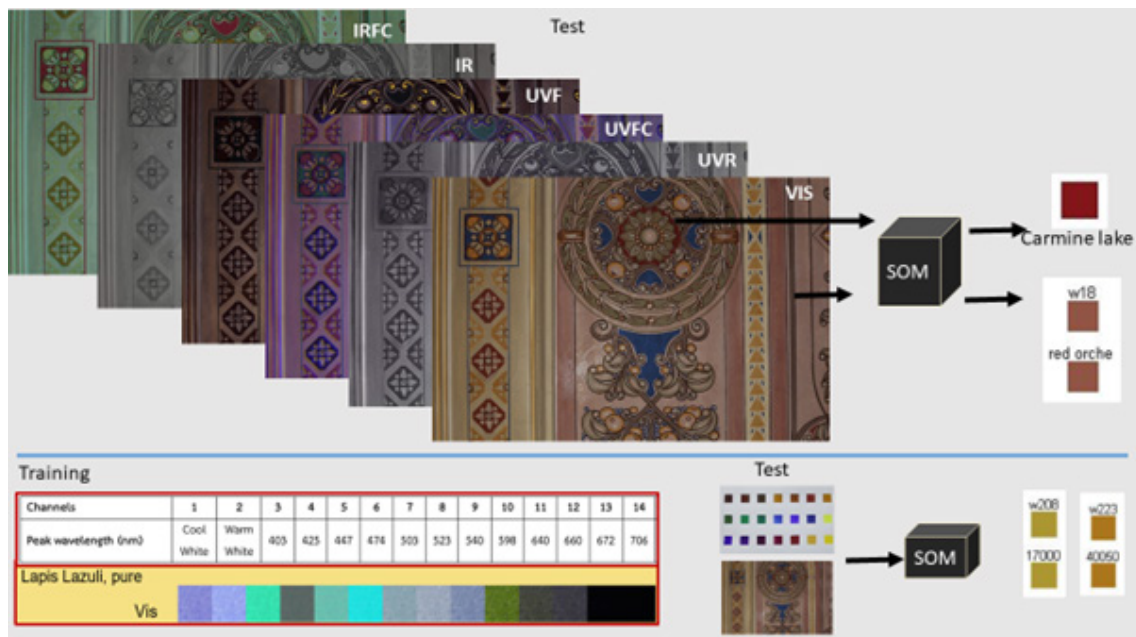 Test
IRFC
IR
UVF
UVFC
UVR
VIS
SOM
Carmine lake
w18
red orche
Training
Channels 1 2 3 4 5 6 7 8 9 10 11 12 13 14
Peak wavelength (nm) Cool White Warm White 403 425 447 474 503 523 540 598 640 660 672 706
Lapis Lazuli, pure
Vis
Test
SOM
w208 w223
17000 40050